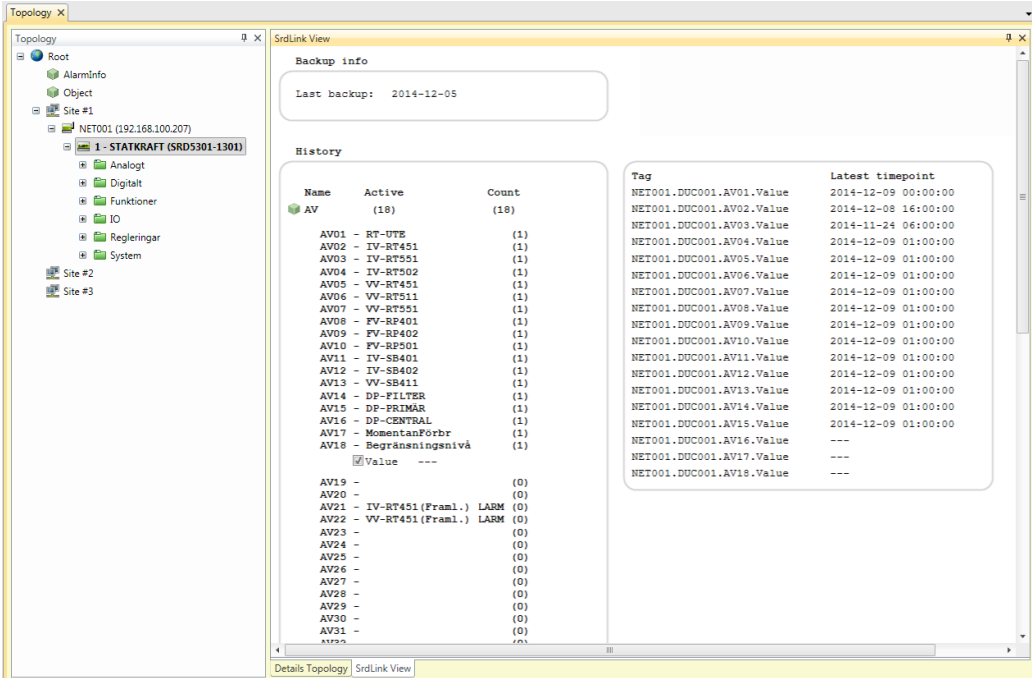 Topology
Topology
Root
AlarmInfo
Object
Site #1
NET001 (192.168.100.207)
1 - STATKRAFT (SRD5301-1301)
Analogt
Digitalt
Funktioner
IO
Regleringar
System
Site #2
Site #3
SrdLink View
Backup info
Last backup: 2014-12-05
History
Name Active Count
AV (18) (18)
AV01 - RT-UTE (1)
AV02 - IV-RT451 (1)
AV03 - IV-RT551 (1)
AV04 - IV-RT502 (1)
AV05 - VV-RT451 (1)
AV06 - VV-RT511 (1)
AV07 - VV-RT551 (1)
AV08 - FV-RP401 (1)
AV09 - FV-RP402 (1)
AV10 - FV-RP501 (1)
AV11 - IV-SB401 (1)
AV12 - IV-SB402 (1)
AV13 - VV-SB411 (1)
AV14 - DP-FILTER (1)
AV15 - DP-PRIMÄR (1)
AV16 - DP-CENTRAL (1)
AV17 - MomentanFörbr (1)
AV18 - Begränsningsnivå (1)
Value ---
AV19 - (0)
AV20 - (0)
AV21 - IV-RT451(Framl.) LARM (0)
AV22 - VV-RT451(Framl.) LARM (0)
AV23 - (0)
AV24 - (0)
AV25 - (0)
AV26 - (0)
AV27 - (0)
AV28 - (0)
AV29 - (0)
AV30 - (0)
AV31 - (0)
Tag Latest timepoint
NET001.DUC001.AV01.Value 2014-12-09 00:00:00
NET001.DUC001.AV02.Value 2014-12-08 16:00:00
NET001.DUC001.AV03.Value 2014-11-24 06:00:00
NET001.DUC001.AV04.Value 2014-12-09 01:00:00
NET001.DUC001.AV05.Value 2014-12-09 01:00:00
NET001.DUC001.AV06.Value 2014-12-09 01:00:00
NET001.DUC001.AV07.Value 2014-12-09 01:00:00
NET001.DUC001.AV08.Value 2014-12-09 01:00:00
NET001.DUC001.AV09.Value 2014-12-09 01:00:00
NET001.DUC001.AV10.Value 2014-12-09 01:00:00
NET001.DUC001.AV11.Value 2014-12-09 01:00:00
NET001.DUC001.AV12.Value 2014-12-09 01:00:00
NET001.DUC001.AV13.Value 2014-12-09 01:00:00
NET001.DUC001.AV14.Value 2014-12-09 01:00:00
NET001.DUC001.AV15.Value 2014-12-09 01:00:00
NET001.DUC001.AV16.Value ---
NET001.DUC001.AV17.Value ---
NET001.DUC001.AV18.Value ---
Details Topology SrdLink View